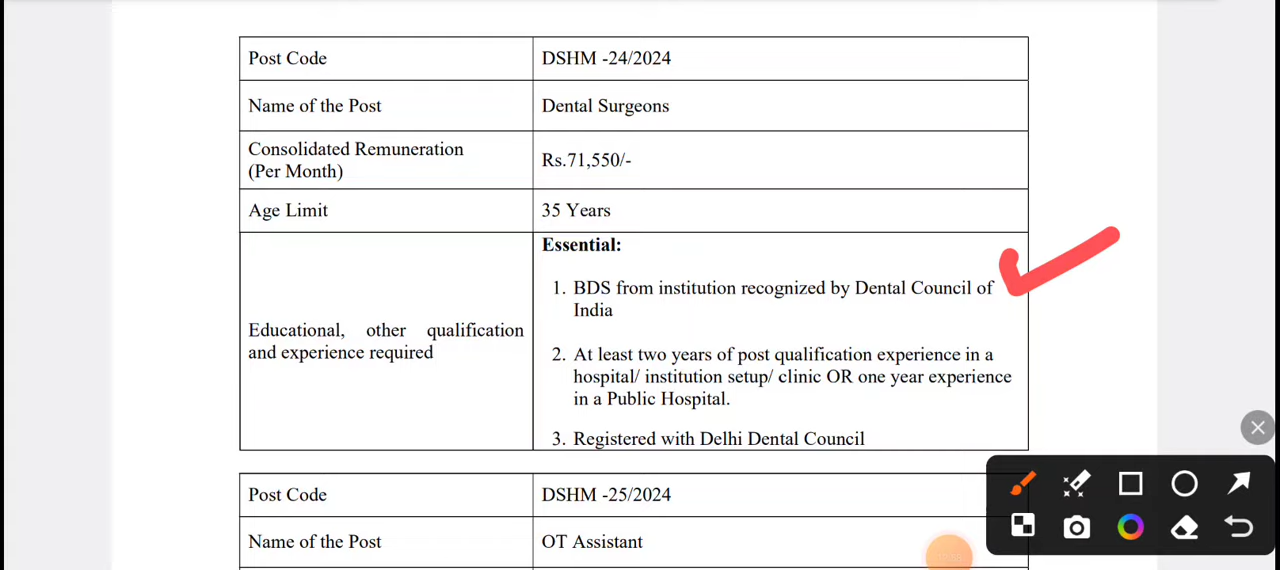 Post Code
DSHM -24/2024
Name of the Post
Dental Surgeons
Consolidated Remuneration
(Per Month)
Rs.71,550/-
Age Limit
35 Years
Educational, other qualification
and experience required
Essential:
1. BDS from institution recognized by Dental Council of
India
2. At least two years of post qualification experience in a
hospital/ institution setup/ clinic OR one year experience
in a Public Hospital.
3. Registered with Delhi Dental Council
Post Code
DSHM -25/2024
Name of the Post
OT Assistant